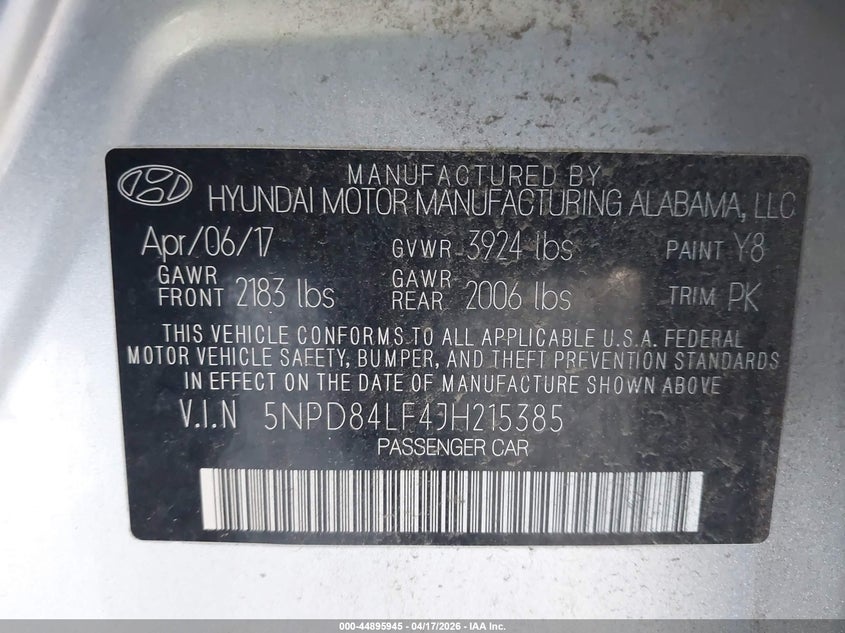 MANUFACTURED BY
HYUNDAI MOTOR MANUFACTURING ALABAMA, LLC
Apr/06/17 GVWR 3924 lbs PAINT Y8
GAWR FRONT 2183 lbs GAWR REAR 2006 lbs TRIM PK
THIS VEHICLE CONFORMS TO ALL APPLICABLE U.S.A. FEDERAL
MOTOR VEHICLE SAFETY, BUMPER, AND THEFT PREVENTION STANDARDS
IN EFFECT ON THE DATE OF MANUFACTURE SHOWN ABOVE
V.I.N 5NPD84LF4JH215385
PASSENGER CAR
000-44895945 - 04/17/2026 - IAA Inc.